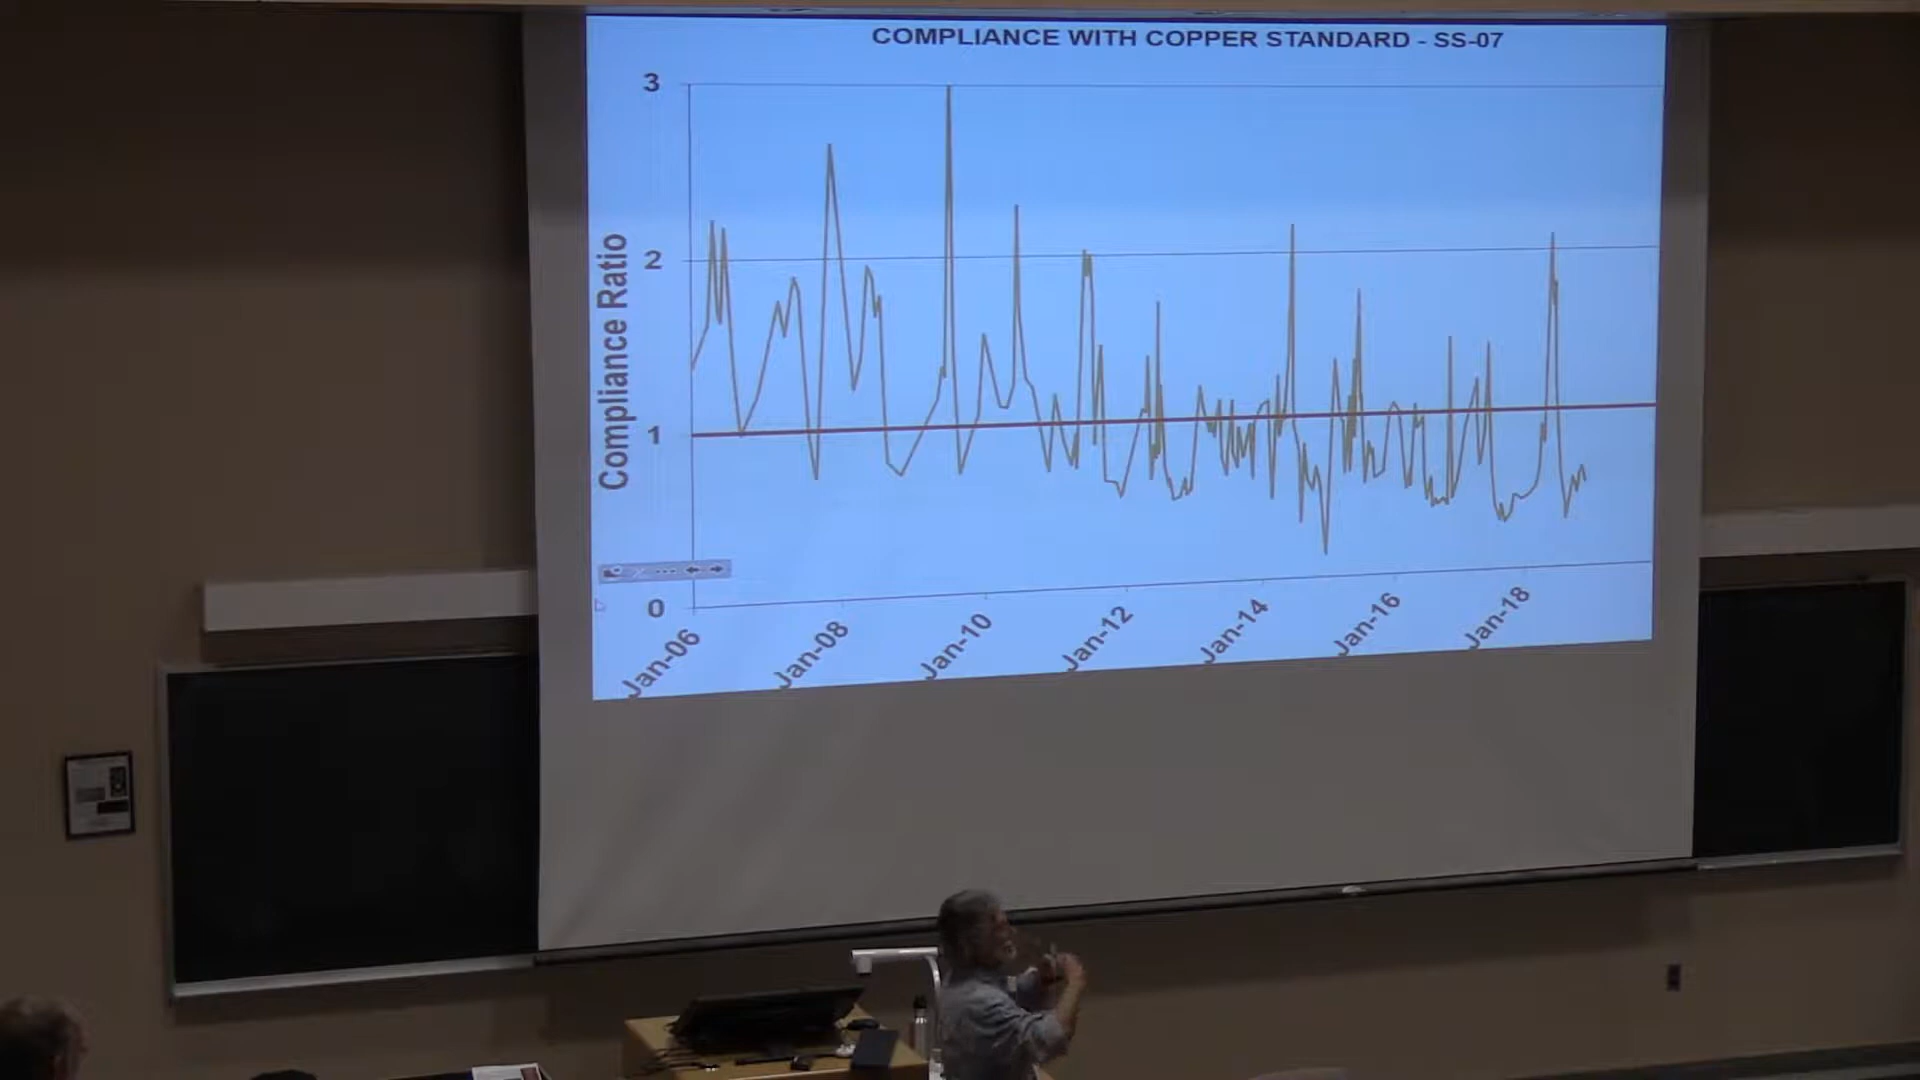 COMPLIANCE WITH COPPER STANDARD - SS-07
Compliance Ratio
3
2
1
0
Jan-06
Jan-08
Jan-10
Jan-12
Jan-14
Jan-16
Jan-18